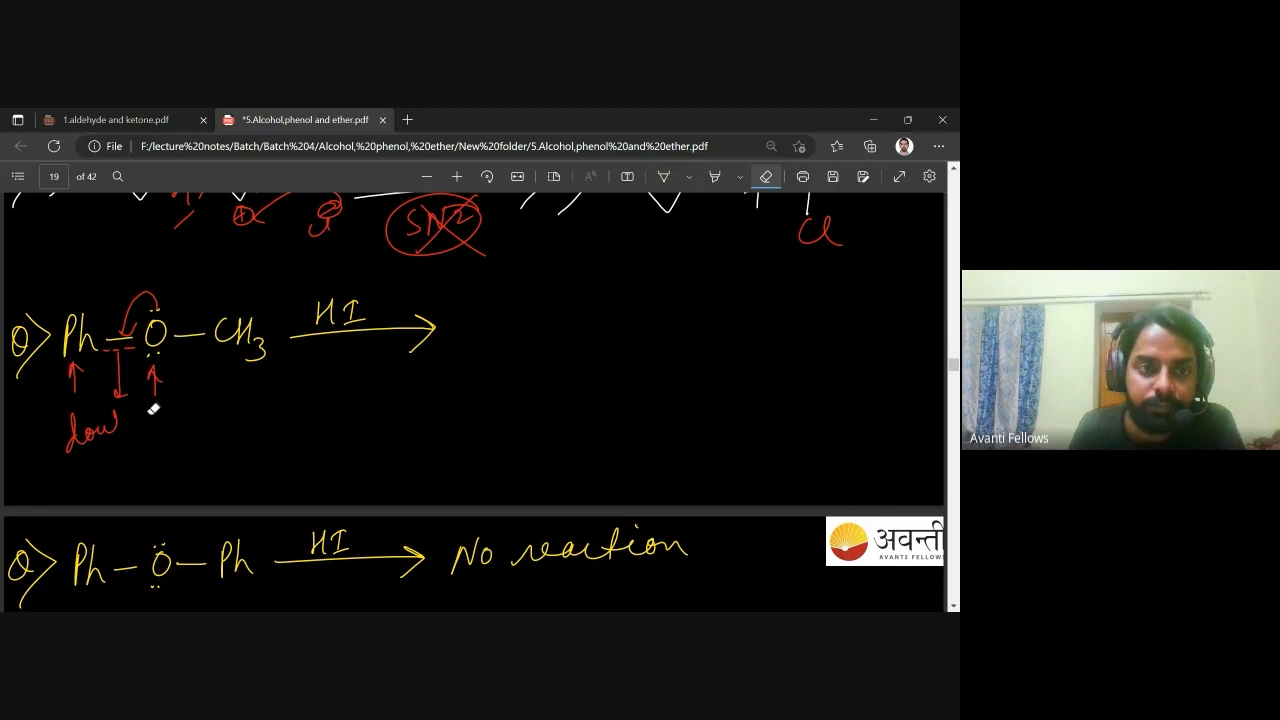 1.aldehyde and ketone.pdf
*5.Alcohol,phenol and ether.pdf
File
F:/lecture%20notes/Batch/Batch%204/Alcohol,%20phenol,%20ether/New%20folder/5.Alcohol,phenol%20and%20ether.pdf
19 of 42
SN2
Cl
Q> Ph – O – CH3 HI
low
Q> Ph – O – Ph HI No reaction
अवन्ती
AVANTI FELLOWS
Avanti Fellows